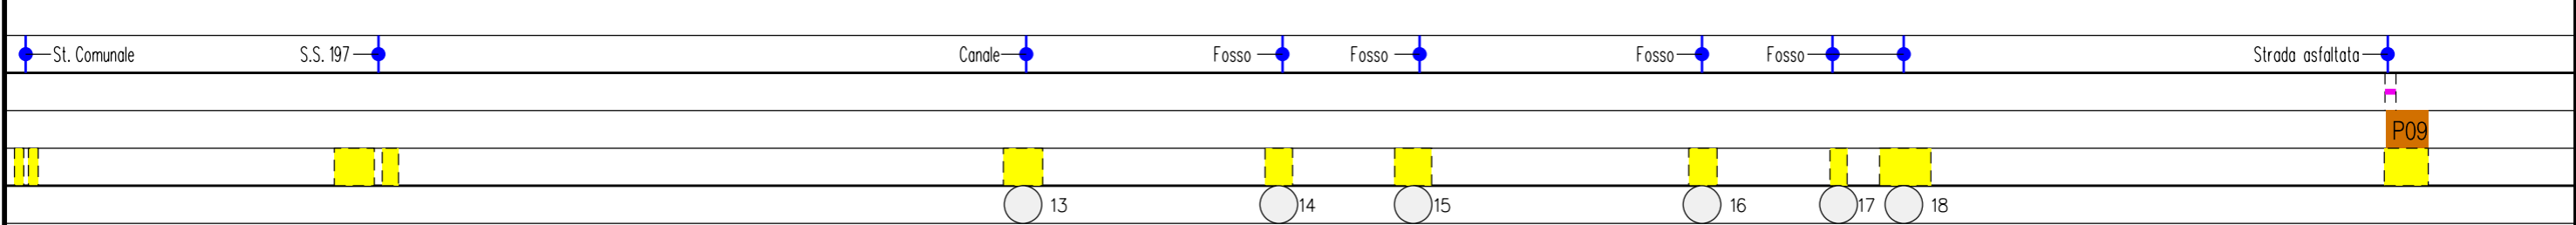 St. Comunale S.S. 197 Canale Fosso Fosso Fosso Fosso Strada asfaltata
P09
13 14 15 16 17 18